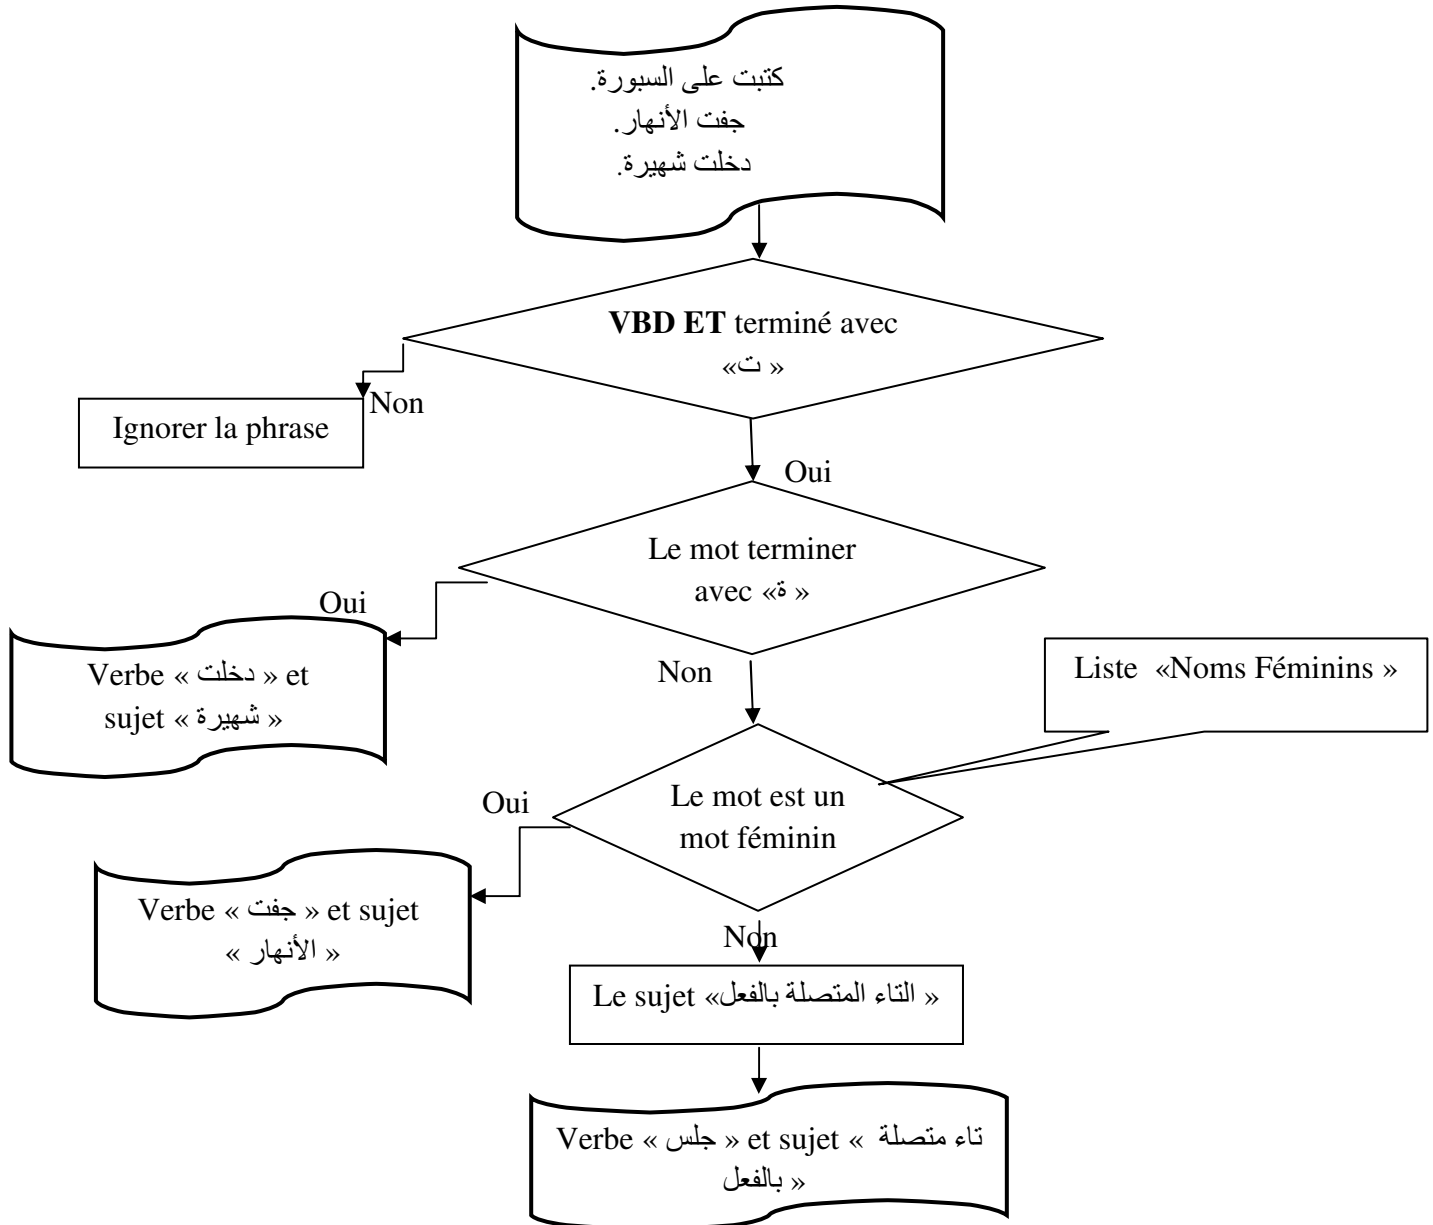 كتبت على السبورة.
جفت الأنهار.
دخلت شهيرة.
VBD ET terminé avec
« ت»
Non
Ignorer la phrase
Oui
Le mot terminer
avec «ة »
Oui
Verbe « دخلت » et
sujet « شهيرة »
Non
Liste «Noms Féminins »
Le mot est un
mot féminin
Oui
Verbe « جفت » et sujet
« الأنهار »
Non
Le sujet «التاء المتصلة بالفعل »
Verbe « جلس » et sujet « تاء متصلة
بالفعل »